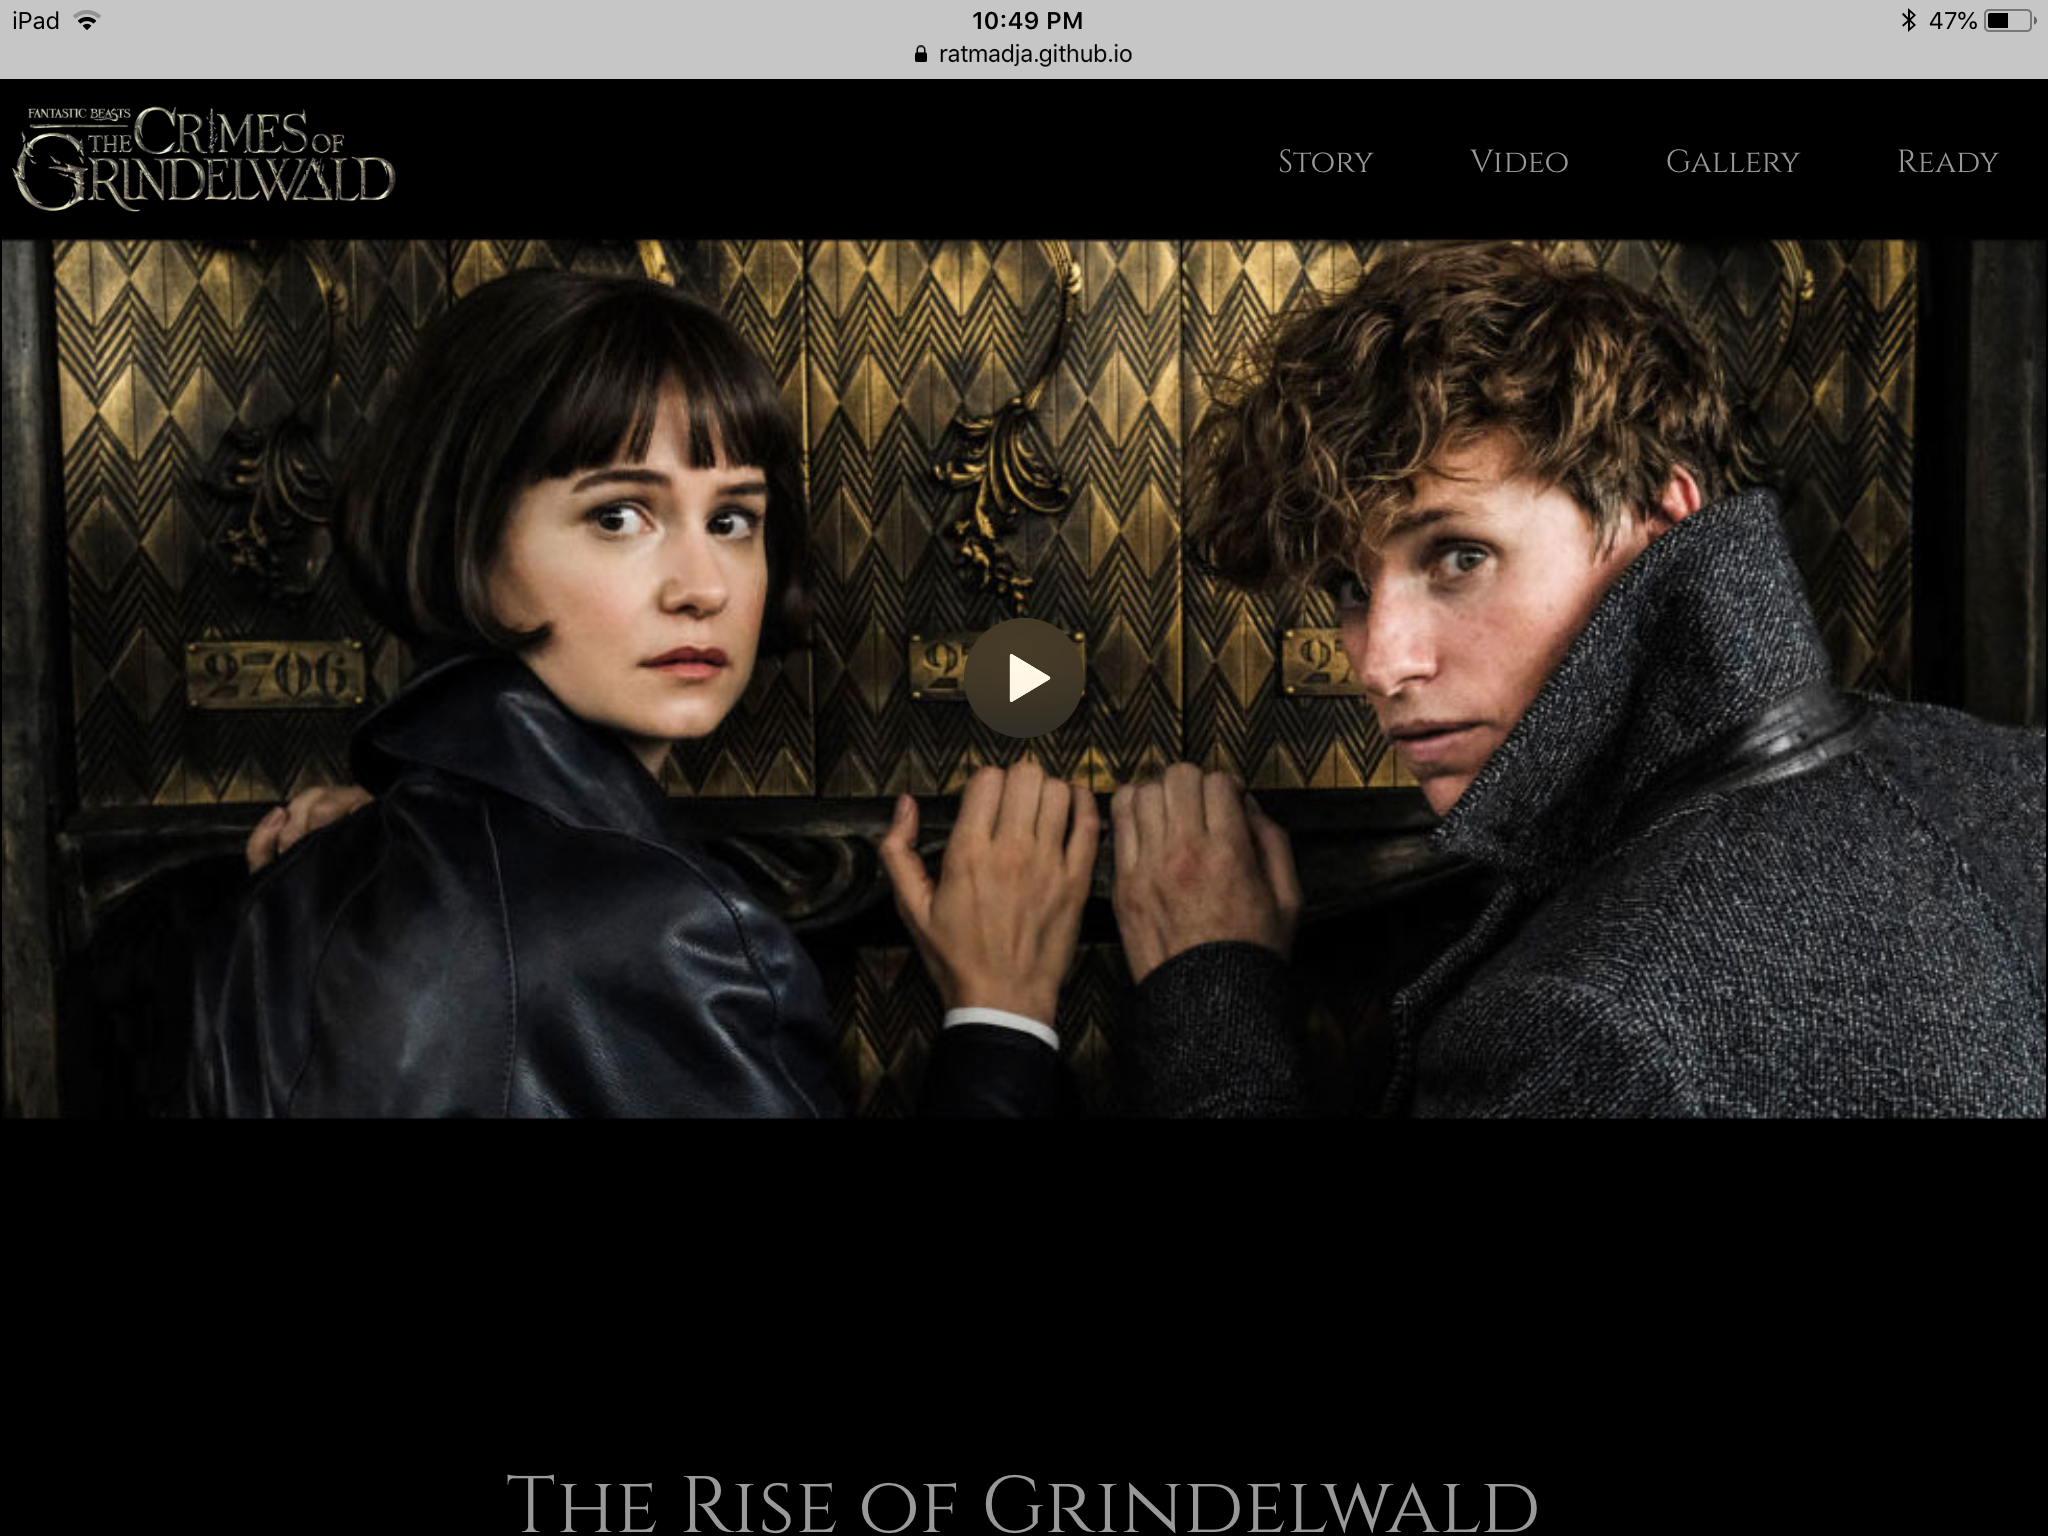 iPad
10:49 PM
47%
ratmadja.github.io
FANTASTIC BEASTS
THE CRIMES OF
GRINDELWALD
STORY
VIDEO
GALLERY
READY
2706
THE RISE OF GRINDELWALD